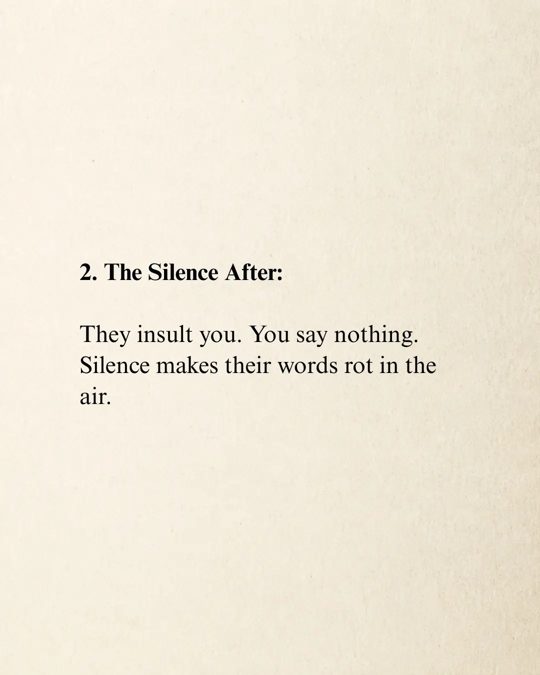 2. The Silence After:
They insult you. You say nothing.
Silence makes their words rot in the
air.